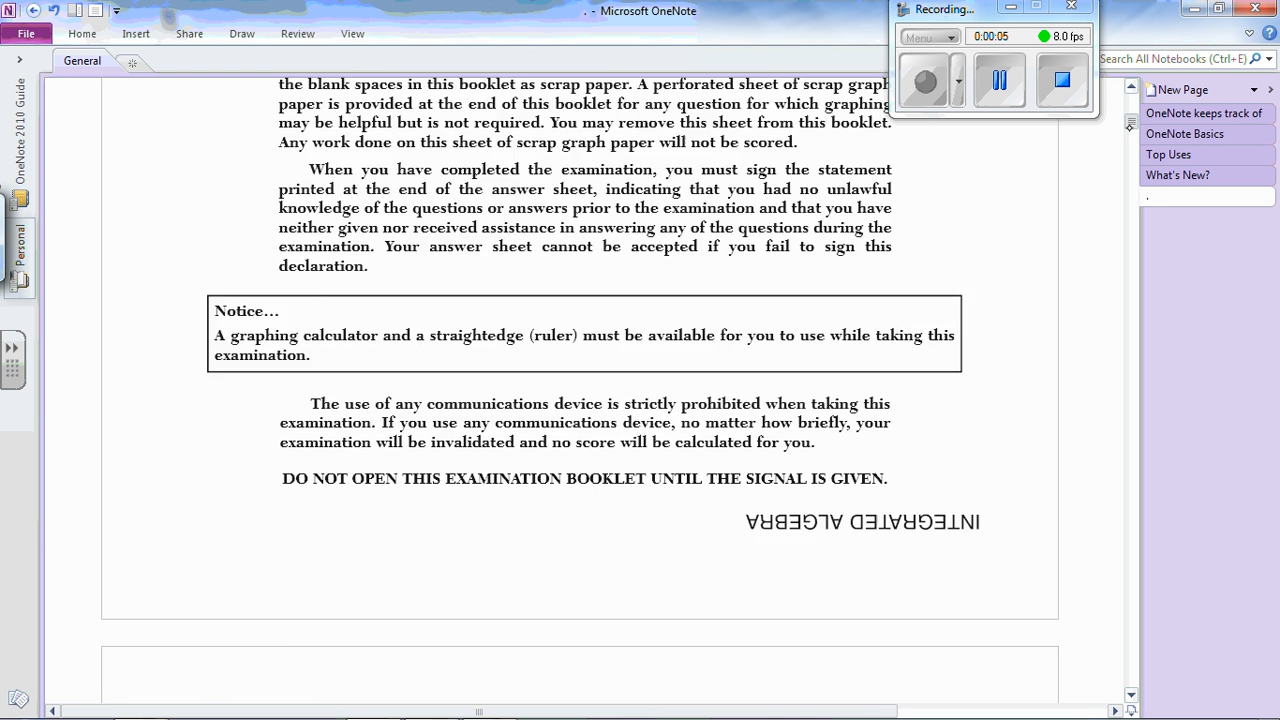 . - Microsoft OneNote
Recording...
File Home Insert Share Draw Review View
Menu 0:00:05 8.0 fps
General
Search All Notebooks (Ctrl+E)
New Page
OneNote keeps track of
OneNote Basics
Top Uses
What's New?
.
OneNote 2010 Guide
Personal
the blank spaces in this booklet as scrap paper. A perforated sheet of scrap graph
paper is provided at the end of this booklet for any question for which graphing
may be helpful but is not required. You may remove this sheet from this booklet.
Any work done on this sheet of scrap graph paper will not be scored.
When you have completed the examination, you must sign the statement
printed at the end of the answer sheet, indicating that you had no unlawful
knowledge of the questions or answers prior to the examination and that you have
neither given nor received assistance in answering any of the questions during the
examination. Your answer sheet cannot be accepted if you fail to sign this
declaration.
Notice...
A graphing calculator and a straightedge (ruler) must be available for you to use while taking this
examination.
The use of any communications device is strictly prohibited when taking this
examination. If you use any communications device, no matter how briefly, your
examination will be invalidated and no score will be calculated for you.
DO NOT OPEN THIS EXAMINATION BOOKLET UNTIL THE SIGNAL IS GIVEN.
INTEGRATED ALGEBRA